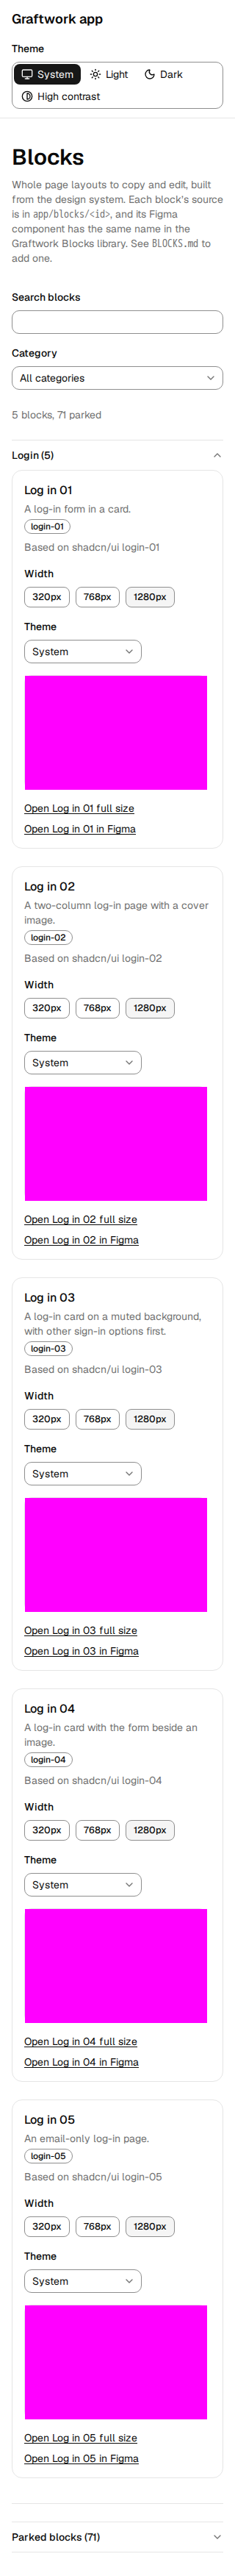 Graftwork app
Theme
System
Light
Dark
High contrast
Blocks
Whole page layouts to copy and edit, built
from the design system. Each block's source
is in app/blocks/<id>, and its Figma
component has the same name in the
Graftwork Blocks library. See BLOCKS.md to
add one.
Search blocks
Category
All categories
5 blocks, 71 parked
Login (5)
Log in 01
A log-in form in a card.
login-01
Based on shadcn/ui login-01
Width
320px
768px
1280px
Theme
System
Open Log in 01 full size
Open Log in 01 in Figma
Log in 02
A two-column log-in page with a cover
image.
login-02
Based on shadcn/ui login-02
Width
320px
768px
1280px
Theme
System
Open Log in 02 full size
Open Log in 02 in Figma
Log in 03
A log-in card on a muted background,
with other sign-in options first.
login-03
Based on shadcn/ui login-03
Width
320px
768px
1280px
Theme
System
Open Log in 03 full size
Open Log in 03 in Figma
Log in 04
A log-in card with the form beside an
image.
login-04
Based on shadcn/ui login-04
Width
320px
768px
1280px
Theme
System
Open Log in 04 full size
Open Log in 04 in Figma
Log in 05
An email-only log-in page.
login-05
Based on shadcn/ui login-05
Width
320px
768px
1280px
Theme
System
Open Log in 05 full size
Open Log in 05 in Figma
Parked blocks (71)